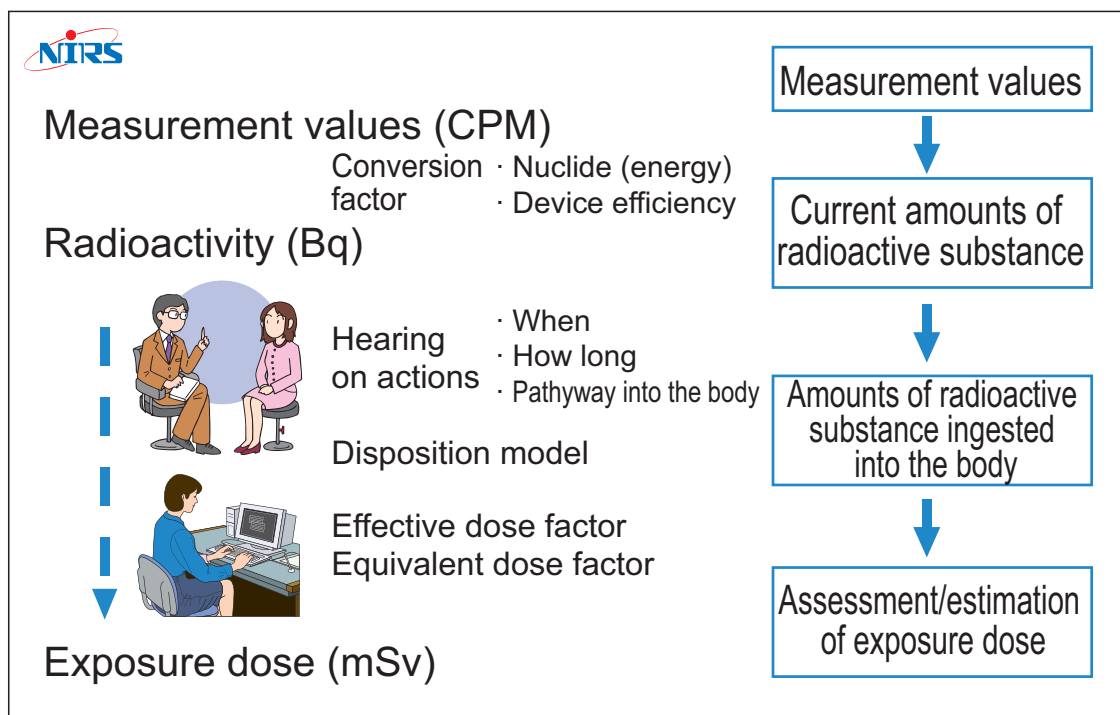 NIRS
Measurement values (CPM)
Conversion
factor
· Nuclide (energy)
· Device efficiency
Radioactivity (Bq)
Hearing
on actions
· When
· How long
· Pathyway into the body
Disposition model
Effective dose factor
Equivalent dose factor
Exposure dose (mSv)
Measurement values
Current amounts of
radioactive substance
Amounts of radioactive
substance ingested
into the body
Assessment/estimation
of exposure dose